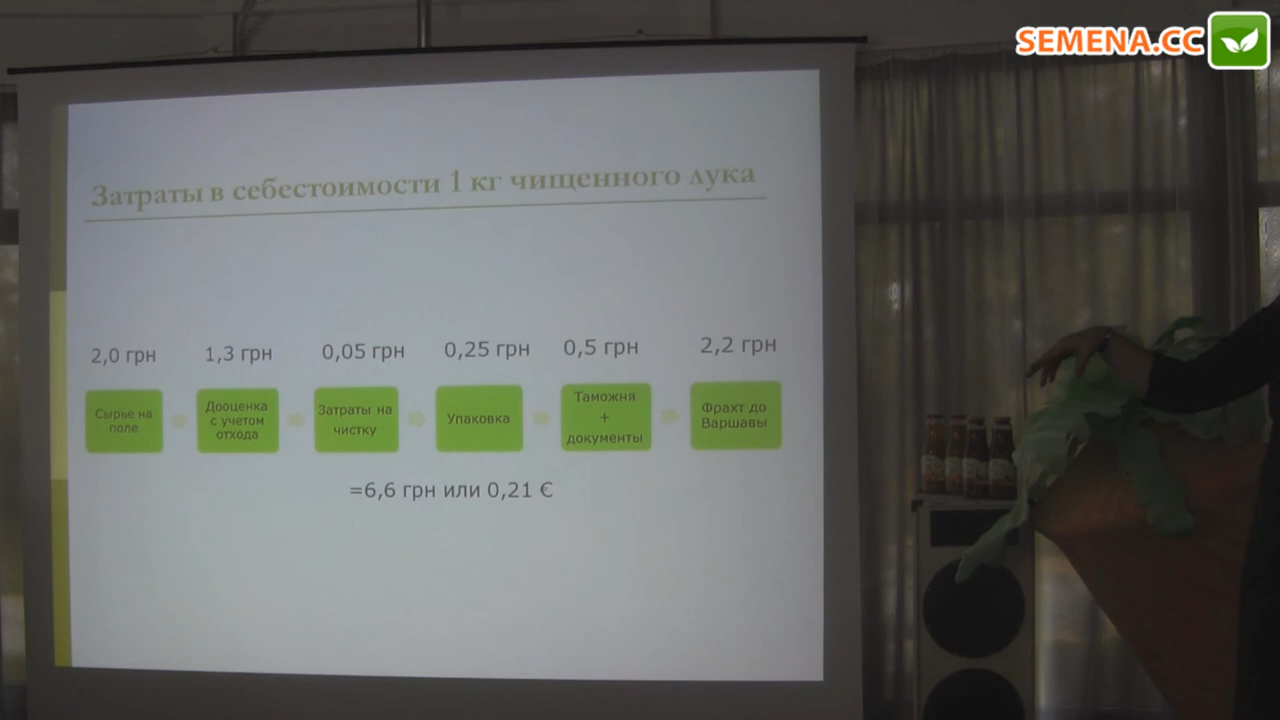 SEMENA.CC
Затраты в себестоимости 1 кг чищенного лука
2,0 грн
1,3 грн
0,05 грн
0,25 грн
0,5 грн
2,2 грн
Сырье на
поле
Дооценка
с учетом
отхода
Затраты на
чистку
Упаковка
Таможня
+
документы
Фрахт до
Варшавы
=6,6 грн или 0,21 €